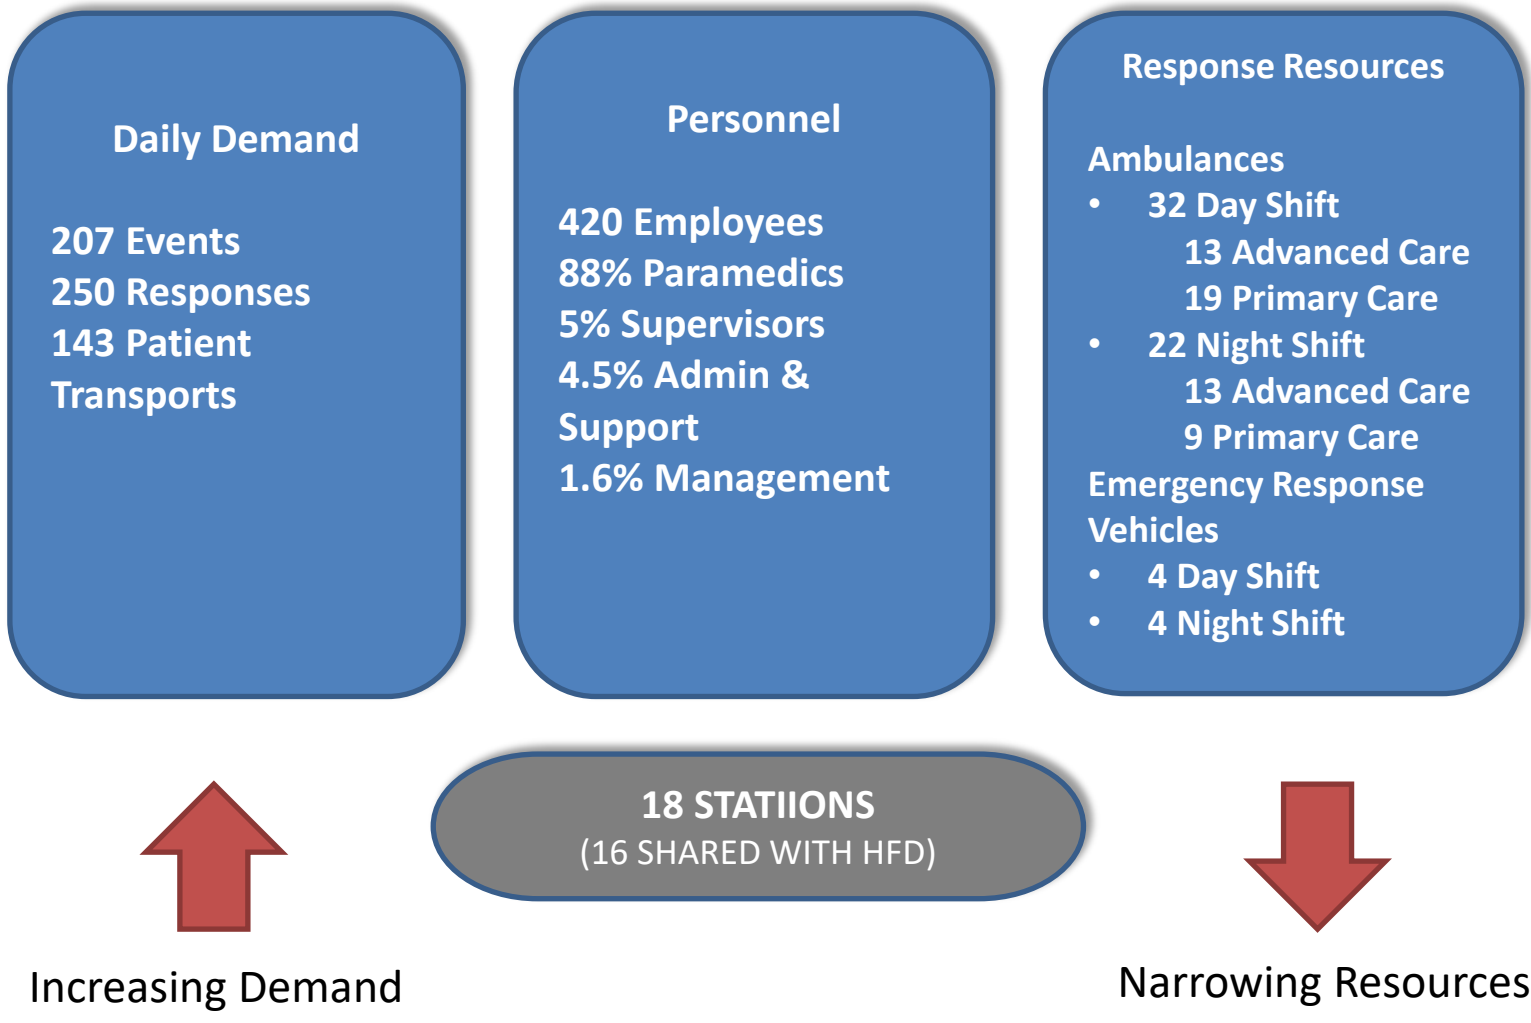 Daily Demand
207 Events
250 Responses
143 Patient
Transports
Personnel
420 Employees
88% Paramedics
5% Supervisors
4.5% Admin &
Support
1.6% Management
Response Resources
Ambulances
• 32 Day Shift
13 Advanced Care
19 Primary Care
• 22 Night Shift
13 Advanced Care
9 Primary Care
Emergency Response
Vehicles
• 4 Day Shift
• 4 Night Shift
18 STATIIONS
(16 SHARED WITH HFD)
Increasing Demand
Narrowing Resources